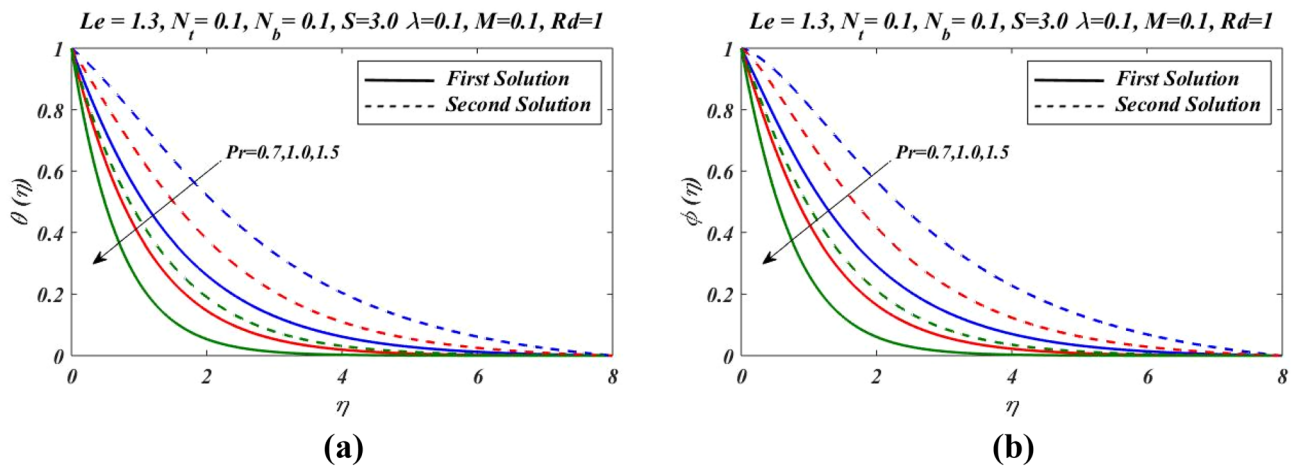 Le = 1.3, Nt= 0.1, Nb= 0.1, S=3.0 λ=0.1, M=0.1, Rd=1
1
0.8
0.6
0.4
0.2
0
θ (η)
First Solution
Second Solution
Pr=0.7,1.0,1.5
0 2 4 6 8
η
(a)
Le = 1.3, Nt= 0.1, Nb= 0.1, S=3.0 λ=0.1, M=0.1, Rd=1
1
0.8
0.6
0.4
0.2
0
ϕ (η)
First Solution
Second Solution
Pr=0.7,1.0,1.5
0 2 4 6 8
η
(b)